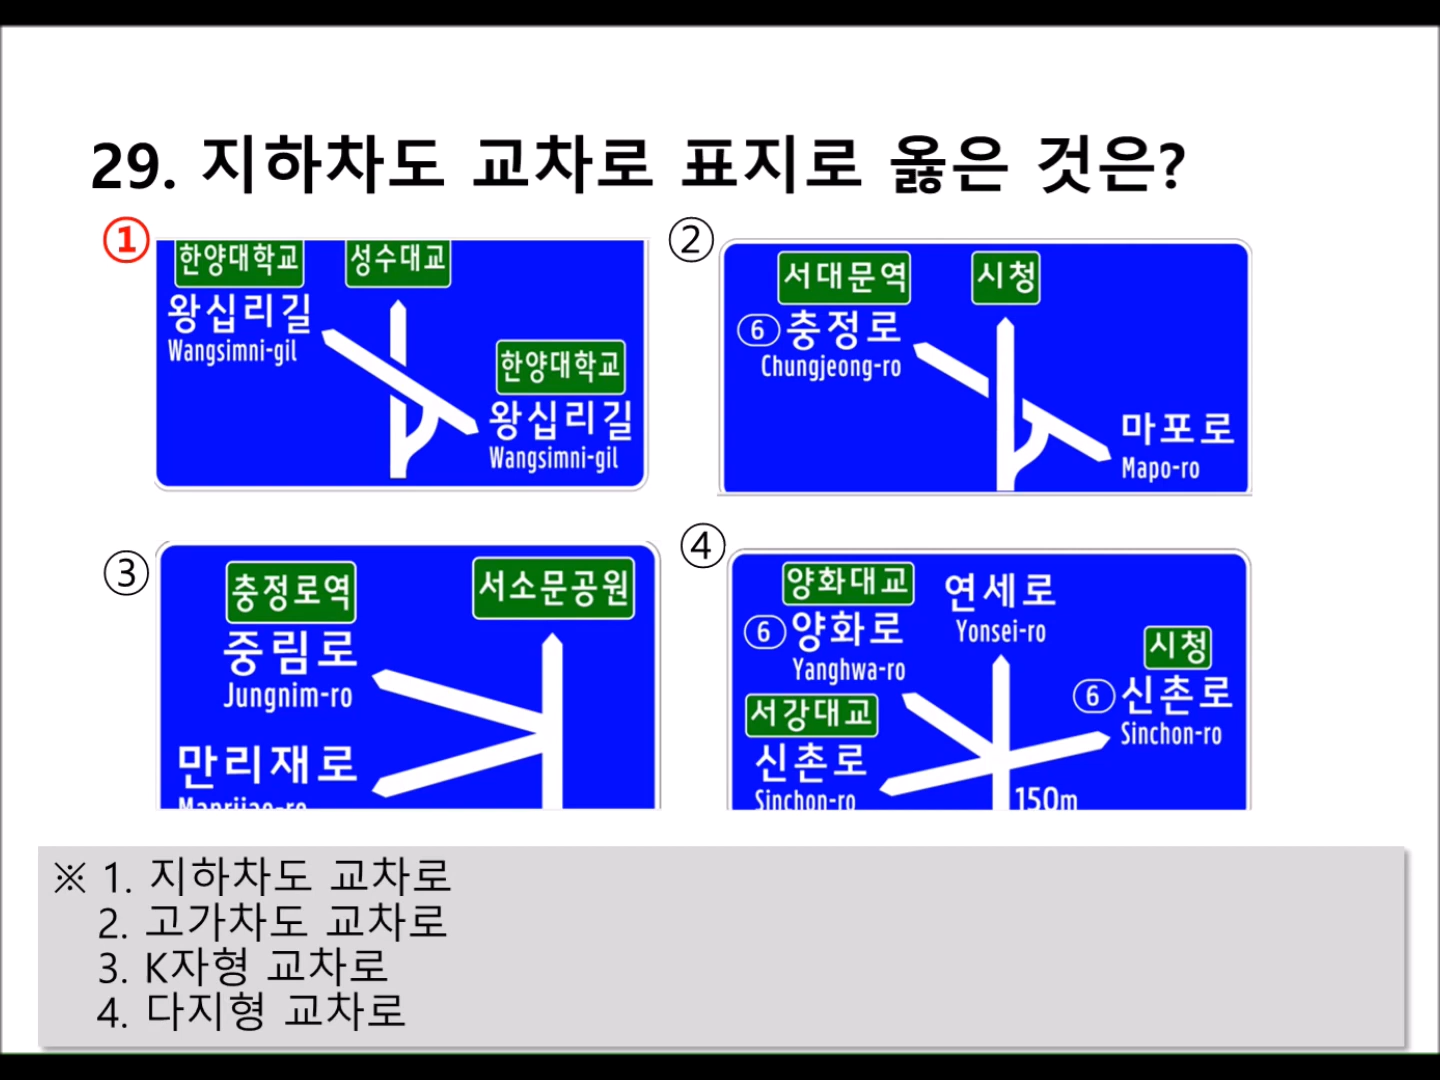 29. 지하차도 교차로 표지로 옳은 것은?
①
한양대학교
성수대교
왕십리길
Wangsimni-gil
한양대학교
왕십리길
Wangsimni-gil
②
서대문역
시청
6 충정로
Chungjeong-ro
마포로
Mapo-ro
③
충정로역
서소문공원
중림로
Jungnim-ro
만리재로
④
양화대교
연세로
Yonsei-ro
6 양화로
Yanghwa-ro
시청
6 신촌로
Sinchon-ro
서강대교
신촌로
Sinchon-ro
150m
※ 1. 지하차도 교차로
2. 고가차도 교차로
3. K자형 교차로
4. 다지형 교차로